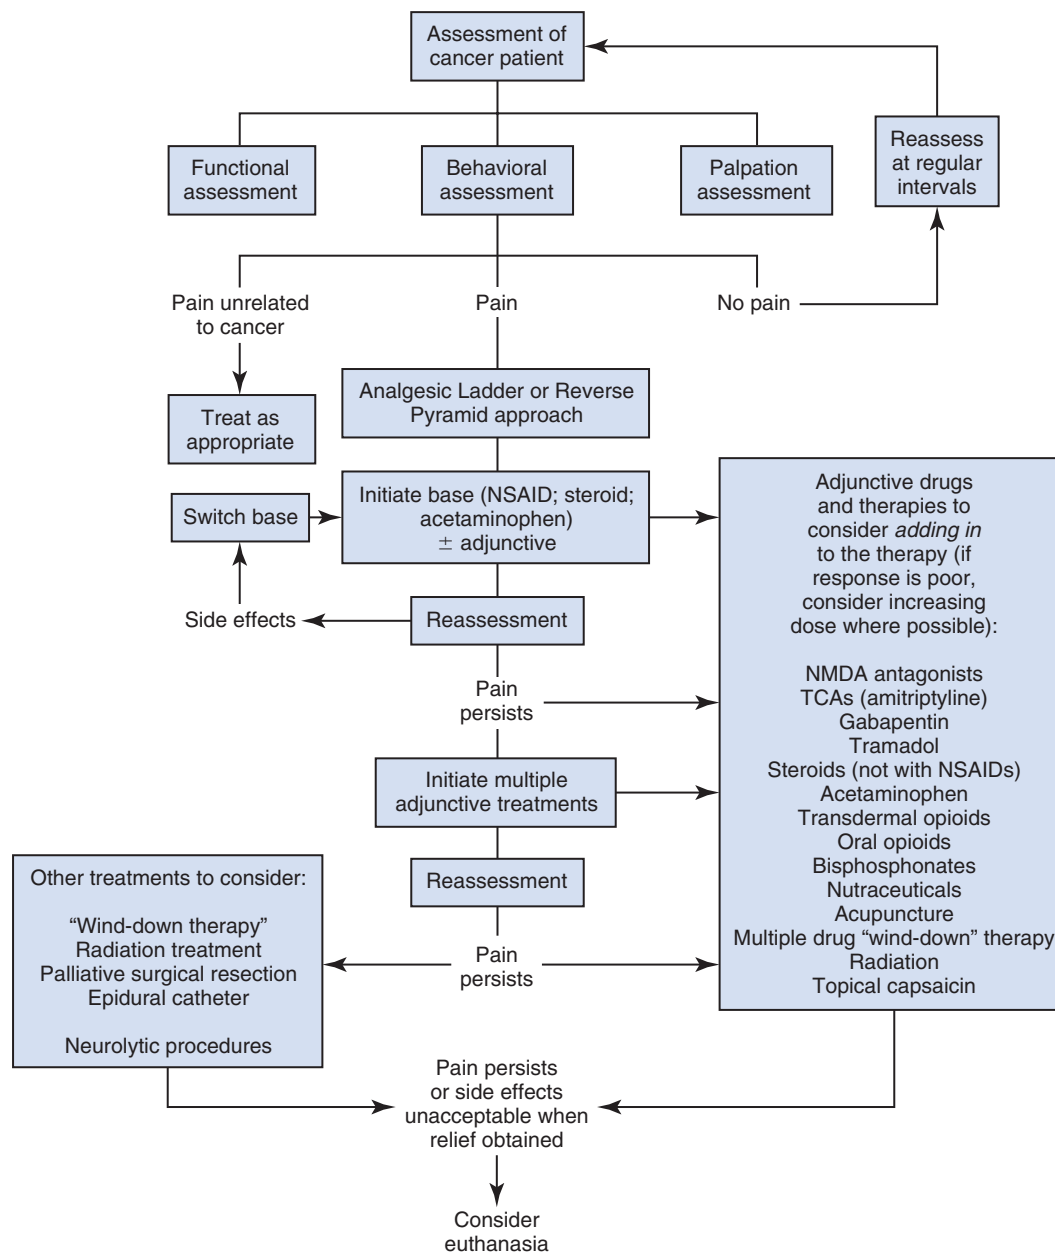 Assessment of
cancer patient
Reassess
at regular
intervals
Functional
assessment
Behavioral
assessment
Palpation
assessment
Pain unrelated
to cancer
Pain
No pain
Treat as
appropriate
Analgesic Ladder or Reverse
Pyramid approach
Switch base
Initiate base (NSAID; steroid;
acetaminophen)
± adjunctive
Side effects
Reassessment
Pain
persists
Initiate multiple
adjunctive treatments
Reassessment
Pain
persists
Adjunctive drugs
and therapies to
consider adding in
to the therapy (if
response is poor,
consider increasing
dose where possible):
NMDA antagonists
TCAs (amitriptyline)
Gabapentin
Tramadol
Steroids (not with NSAIDs)
Acetaminophen
Transdermal opioids
Oral opioids
Bisphosphonates
Nutraceuticals
Acupuncture
Multiple drug “wind-down” therapy
Radiation
Topical capsaicin
Other treatments to consider:
“Wind-down therapy”
Radiation treatment
Palliative surgical resection
Epidural catheter
Neurolytic procedures
Pain persists
or side effects
unacceptable when
relief obtained
Consider
euthanasia